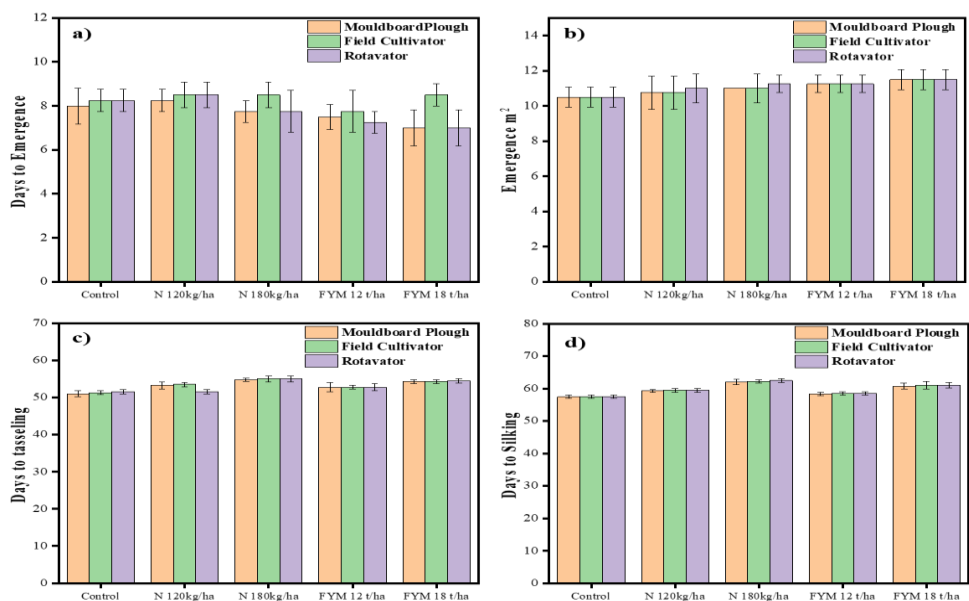 a)
MouldboardPlough
Field Cultivator
Rotavator
Days to Emergence
12
10
8
6
4
2
0
Control
N 120kg/ha
N 180kg/ha
FYM 12 t/ha
FYM 18 t/ha
b)
Mouldboard Plough
Field Cultivator
Rotavator
Emergence m²
14
12
10
8
6
4
2
0
Control
N 120kg/ha
N 180kg/ha
FYM 12 t/ha
FYM 18 t/ha
c)
Mouldboard Plough
Field Cultivator
Rotavator
Days to tasseling
70
60
50
40
30
20
10
0
Control
N 120kg/ha
N 180kg/ha
FYM 12 t/ha
FYM 18 t/ha
d)
Mouldboard Plough
Field Cultivator
Rotavator
Days to Silking
80
70
60
50
40
30
20
10
0
Control
N 120kg/ha
N 180kg/ha
FYM 12 t/ha
FYM 18 t/ha